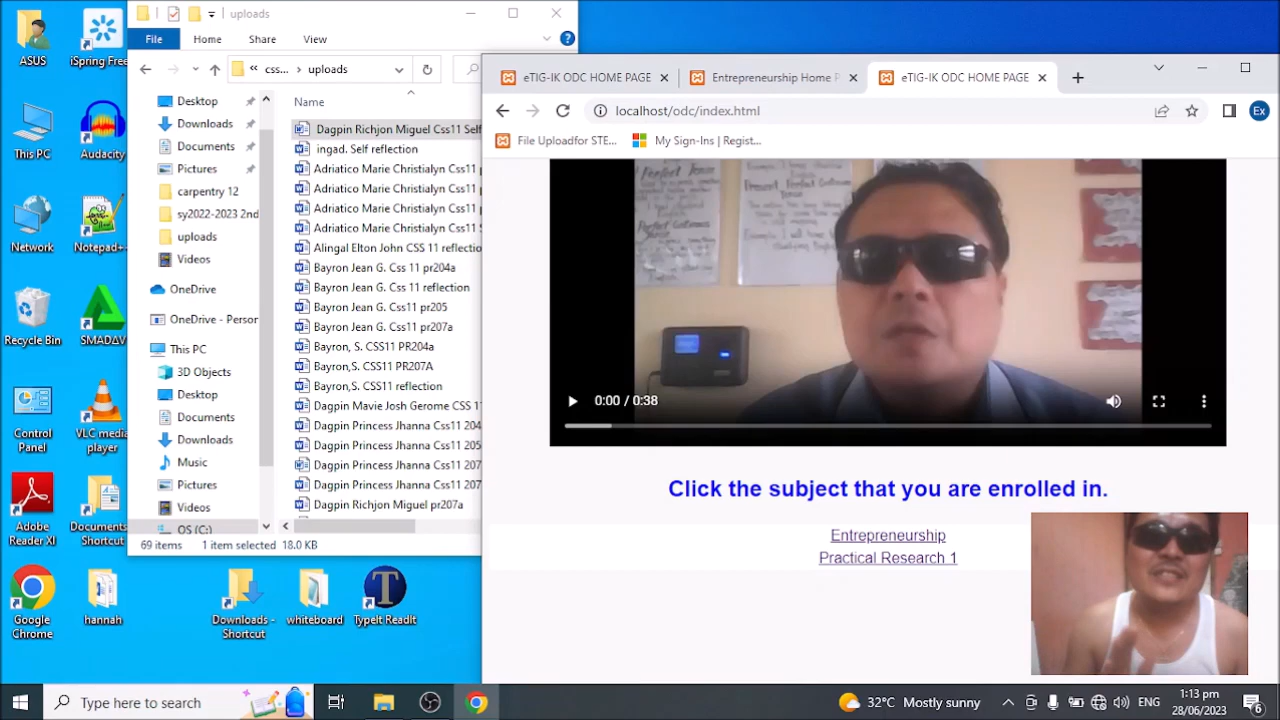 ASUS
iSpring Free
This PC
Audacity
Network
Notepad+
Recycle Bin
SMADΔV
Control
Panel
VLC media
player
Adobe
Reader XI
Documents
Shortcut
Google
Chrome
hannah
Downloads -
Shortcut
whiteboard
TypeIt ReadIt
uploads
File
Home
Share
View
css...
uploads
Name
Desktop
Downloads
Documents
Pictures
carpentry 12
sy2022-2023 2nd
uploads
Videos
OneDrive
OneDrive - Person
This PC
3D Objects
Desktop
Documents
Downloads
Music
Pictures
Videos
OS (C:)
Dagpin Richjon Miguel Css11 Self
ingad. Self reflection
Adriatico Marie Christialyn Css11 p
Adriatico Marie Christialyn Css11 p
Adriatico Marie Christialyn Css11 p
Adriatico Marie Christialyn Css11
Alingal Elton John CSS 11 reflectio
Bayron Jean G. Css11 pr204a
Bayron Jean G. Css11 reflection
Bayron Jean G. Css11 pr205
Bayron Jean G. Css11 pr207a
Bayron, S. CSS11 PR204a
Bayron,S. CSS11 PR207A
Bayron,S. CSS11 reflection
Dagpin Mavie Josh Gerome CSS 11
Dagpin Princess Jhanna Css11 204
Dagpin Princess Jhanna Css11 205
Dagpin Princess Jhanna Css11 207
Dagpin Princess Jhanna Css11 207
Dagpin Richjon Miguel pr207a
69 items
1 item selected 18.0 KB
eTIG-IK ODC HOME PAGE
Entrepreneurship Home P
eTIG-IK ODC HOME PAGE
localhost/odc/index.html
Ex
File Uploadfor STE...
My Sign-Ins | Regist...
Perfect Tense
0:00 / 0:38
Click the subject that you are enrolled in.
Entrepreneurship
Practical Research 1
Type here to search
32°C Mostly sunny
ENG
1:13 pm
28/06/2023
6